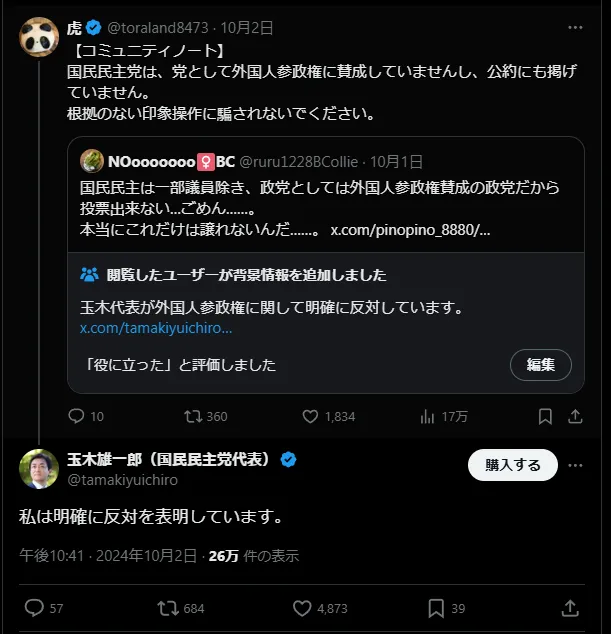 虎 @toraland8473 · 10月2日
【コミュニティノート】
国民民主党は、党として外国人参政権に賛成していませんし、公約にも掲げ
ていません。
根拠のない印象操作に騙されないでください。
NOooooooo🚺BC @ruru1228BCollie · 10月1日
国民民主は一部議員除き、政党としては外国人参政権賛成の政党だから
投票出来ない...ごめん......。
本当にこれだけは譲れないんだ......。 x.com/pinopino_8880/...
閲覧したユーザーが背景情報を追加しました
玉木代表が外国人参政権に関して明確に反対しています。
x.com/tamakiyuichiro...
「役に立った」と評価しました
編集
10 360 1,834 17万
玉木雄一郎（国民民主党代表）
@tamakiyuichiro
購入する
私は明確に反対を表明しています。
午後10:41 · 2024年10月2日 · 26万 件の表示
57 684 4,873 39